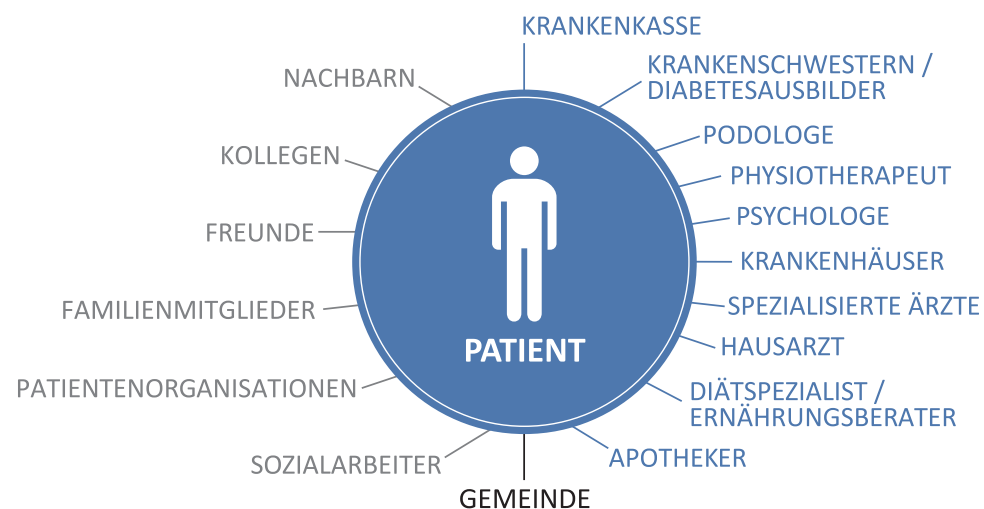 KRANKENKASSE
KRANKENSCHWESTERN /
DIABETESAUSBILDER
PODOLOGE
PHYSIOTHERAPEUT
PSYCHOLOGE
KRANKENHÄUSER
SPEZIALISIERTE ÄRZTE
HAUSARZT
DIÄTSPEZIALIST /
ERNÄHRUNGSBERATER
APOTHEKER
GEMEINDE
SOZIALARBEITER
PATIENTENORGANISATIONEN
FAMILIENMITGLIEDER
FREUNDE
KOLLEGEN
NACHBARN
PATIENT